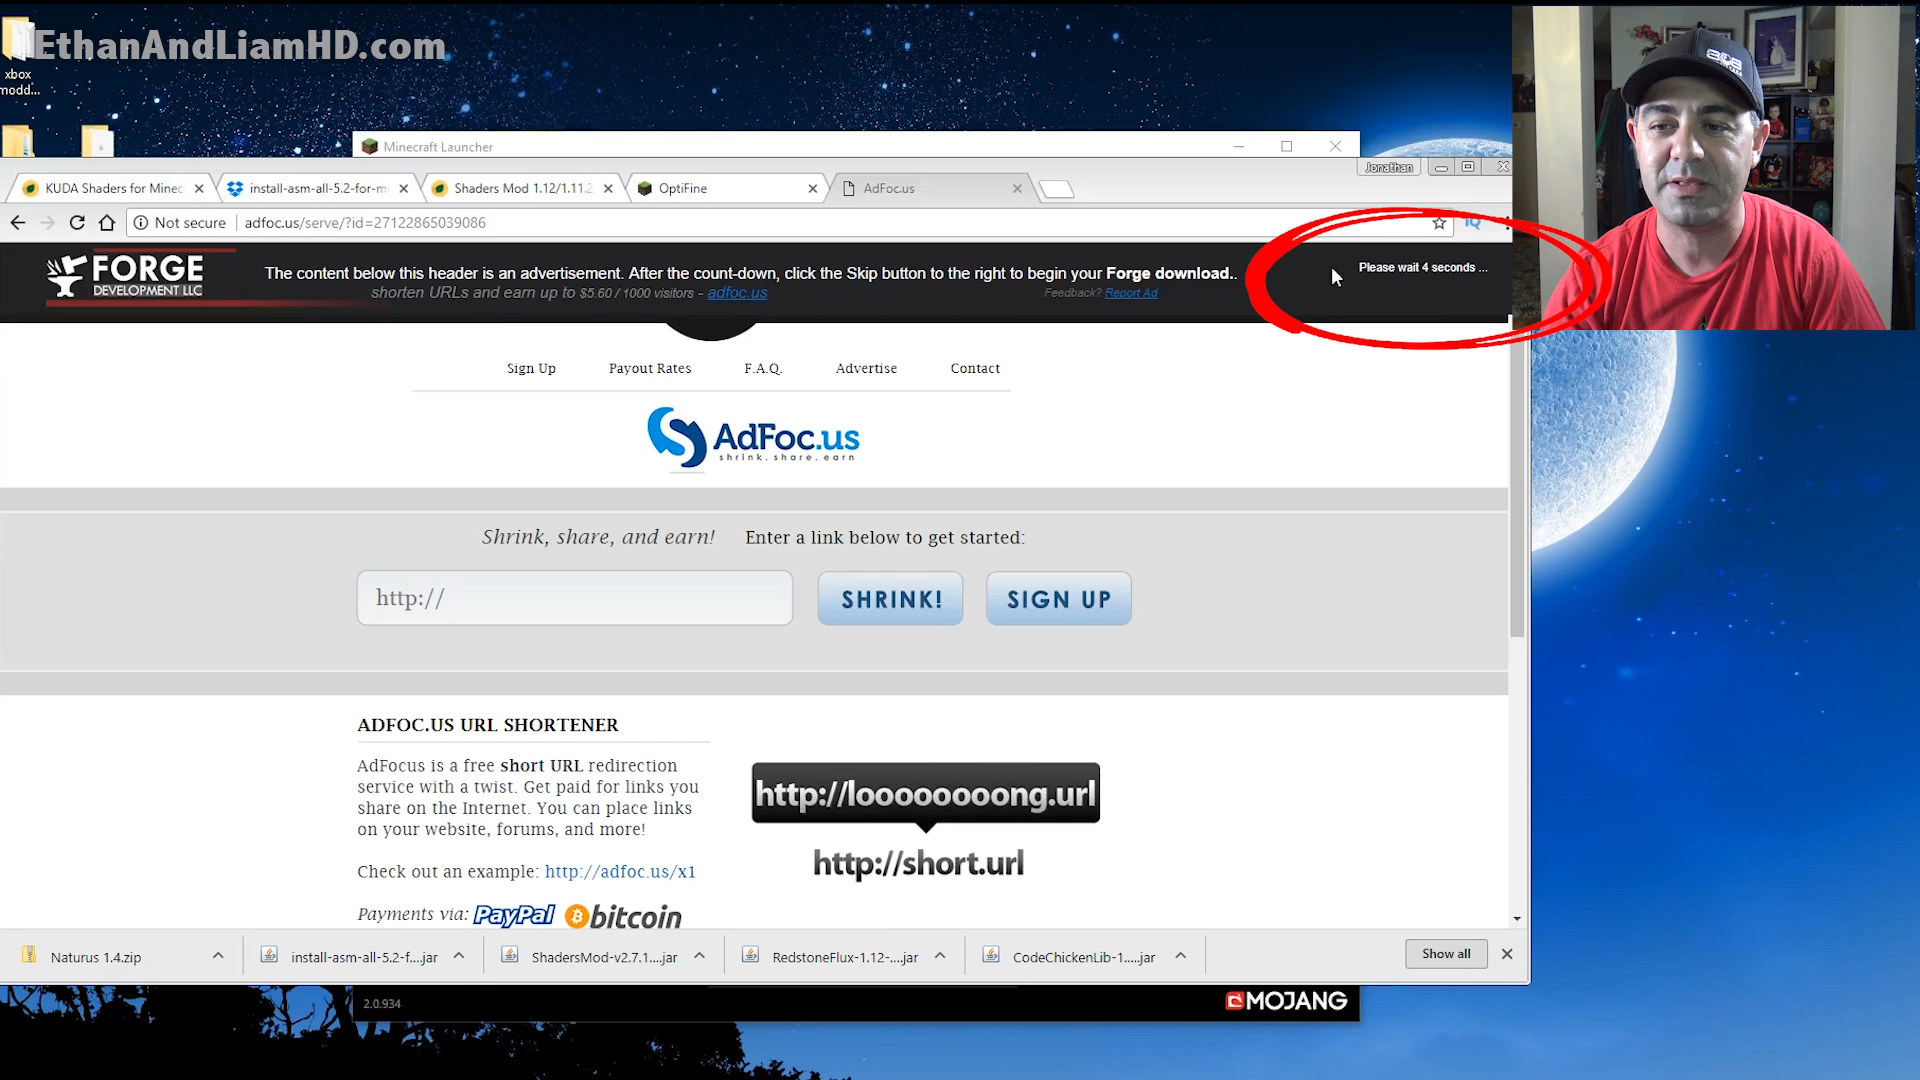 EthanAndLiamHD.com
xbox
modd...
Minecraft Launcher
Jonathan
KUDA Shaders for Minec
install-asm-all-5.2-for-m
Shaders Mod 1.12/1.11.2
OptiFine
AdFoc.us
Not secure
adfoc.us/serve/?id=27122865039086
IQ
FORGE
DEVELOPMENT LLC
The content below this header is an advertisement. After the count-down, click the Skip button to the right to begin your Forge download..
shorten URLs and earn up to $5.60 / 1000 visitors - adfoc.us
Feedback? Report Ad
Please wait 4 seconds ...
Sign Up
Payout Rates
F.A.Q.
Advertise
Contact
AdFoc.us
shrink. share. earn
Shrink, share, and earn!
Enter a link below to get started:
http://
SHRINK!
SIGN UP
ADFOC.US URL SHORTENER
AdFocus is a free short URL redirection
service with a twist. Get paid for links you
share on the Internet. You can place links
on your website, forums, and more!
Check out an example: http://adfoc.us/x1
Payments via: PayPal bitcoin
http://looooooooong.url
http://short.url
Naturus 1.4.zip
install-asm-all-5.2-f....jar
ShadersMod-v2.7.1....jar
RedstoneFlux-1.12-....jar
CodeChickenLib-1.....jar
Show all
2.0.934
MOJANG